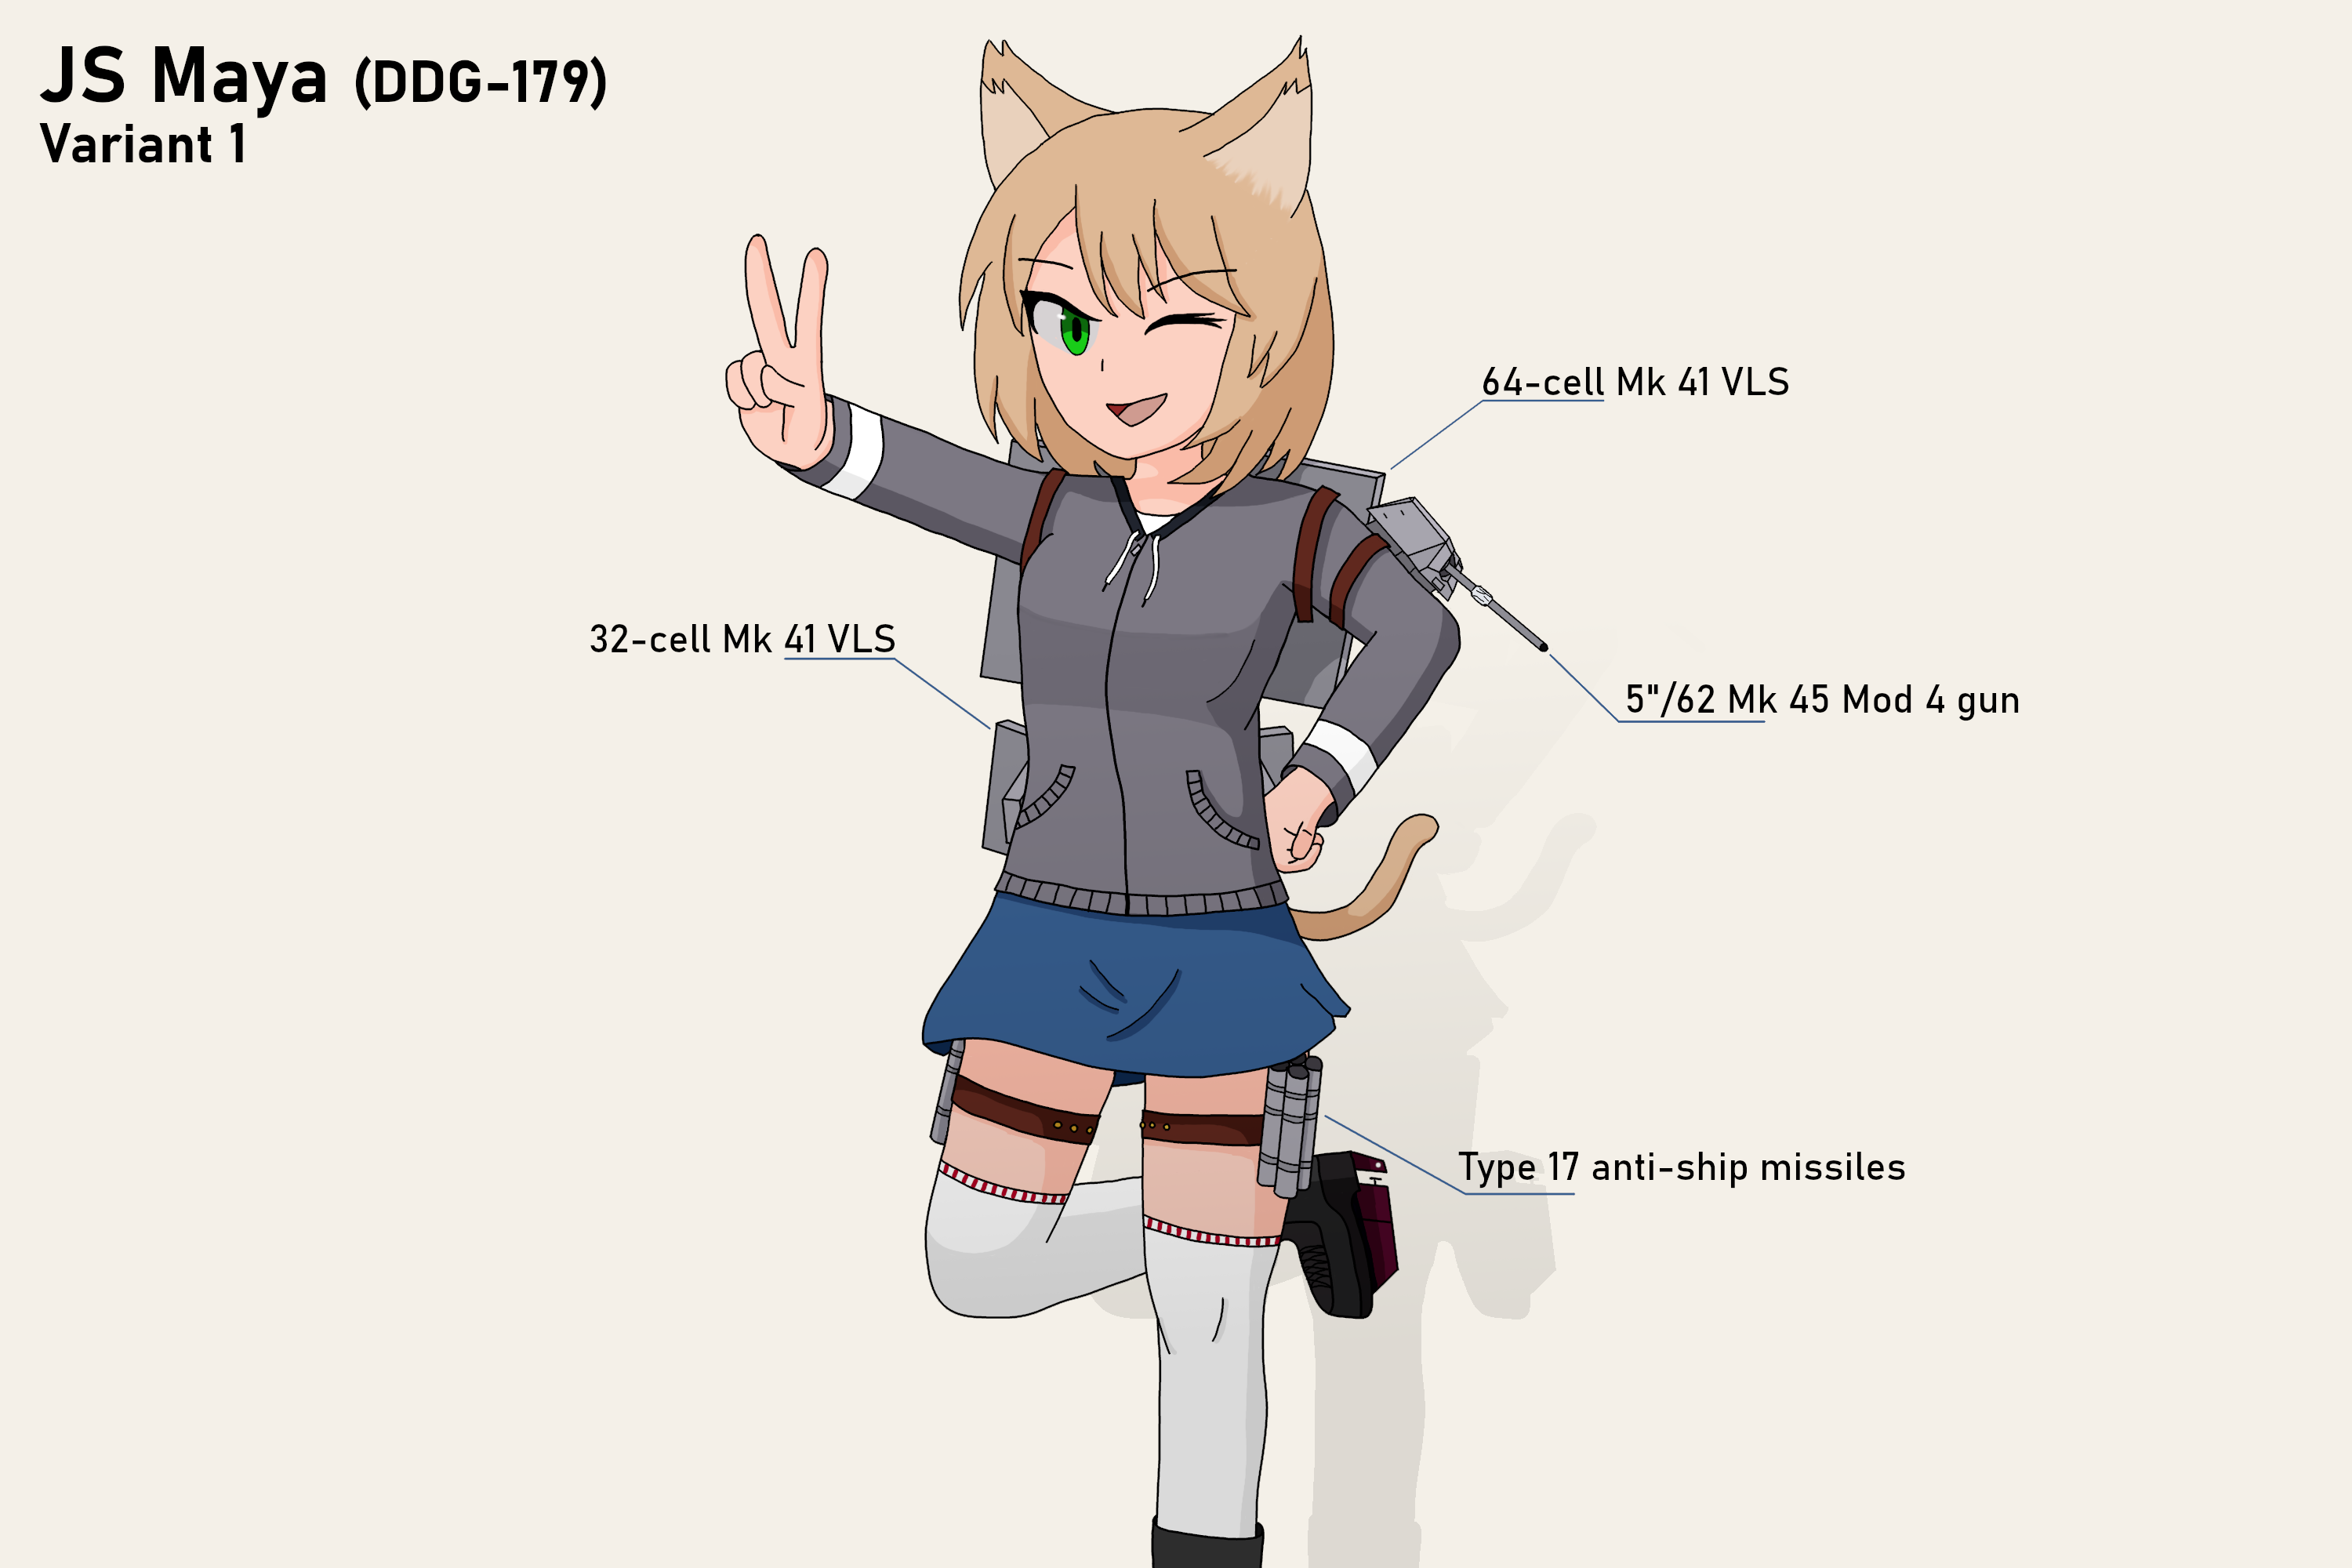 JS Maya (DDG-179)
Variant 1
64-cell Mk 41 VLS
32-cell Mk 41 VLS
5"/62 Mk 45 Mod 4 gun
Type 17 anti-ship missiles